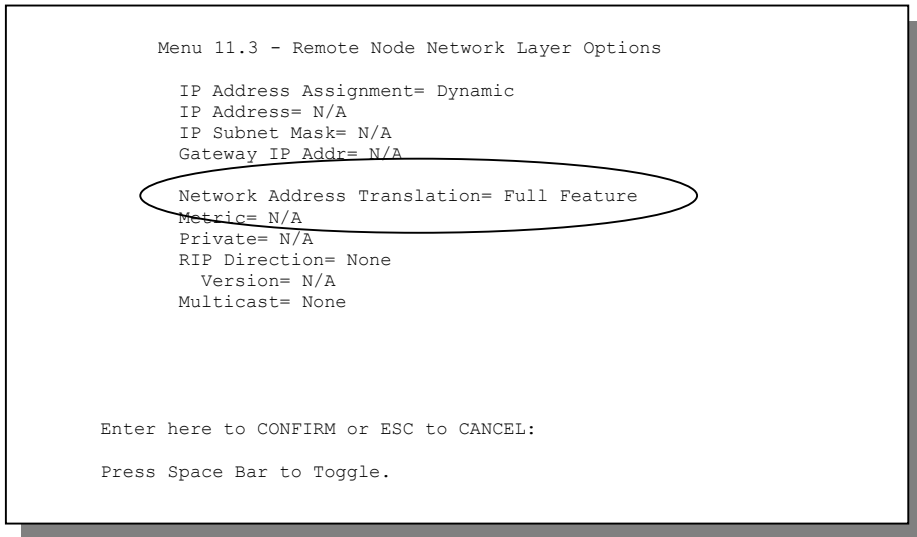 Menu 11.3 - Remote Node Network Layer Options
IP Address Assignment= Dynamic
IP Address= N/A
IP Subnet Mask= N/A
Gateway IP Addr= N/A
Network Address Translation= Full Feature
Metric= N/A
Private= N/A
RIP Direction= None
Version= N/A
Multicast= None
Enter here to CONFIRM or ESC to CANCEL:
Press Space Bar to Toggle.